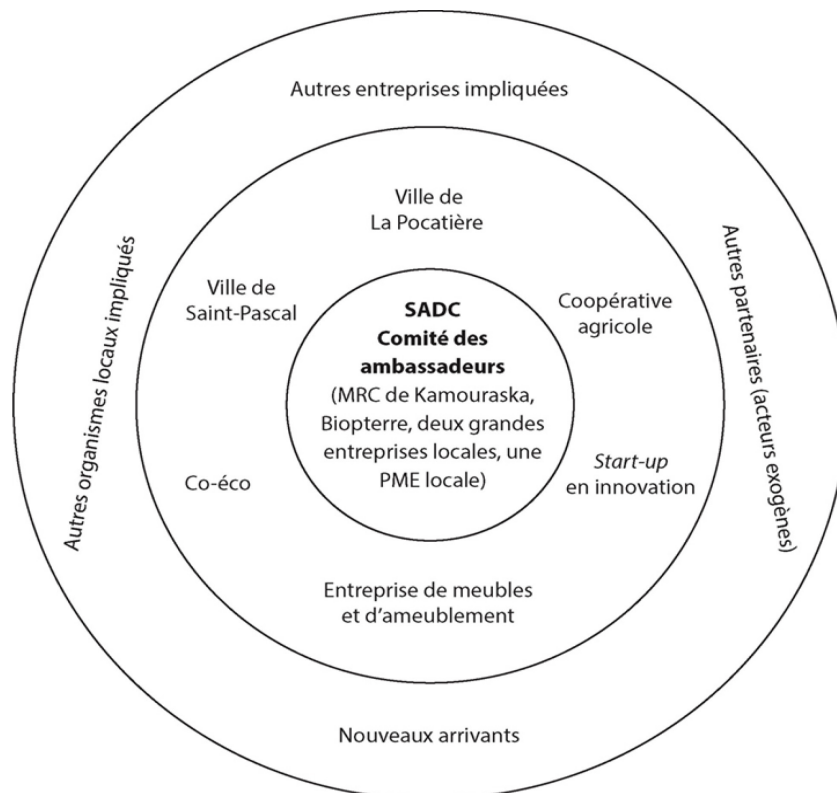 Autres entreprises impliquées
Ville de
La Pocatière
Autres organismes locaux impliqués
Ville de
Saint-Pascal
SADC
Comité des
ambassadeurs
(MRC de Kamouraska,
Biopterre, deux grandes
entreprises locales, une
PME locale)
Coopérative
agricole
Autres partenaires (acteurs exogènes)
Co-éco
Start-up
en innovation
Entreprise de meubles
et d’ameublement
Nouveaux arrivants